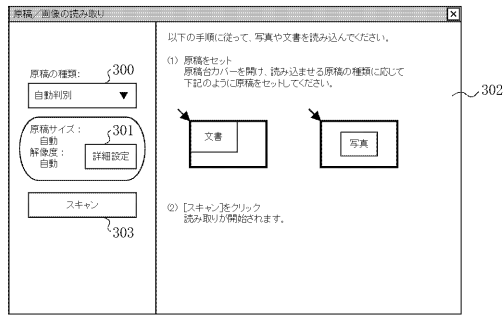 原稿/画像の読み取り
原稿の種類:
300
自動判別
原稿サイズ:
自動
301
解像度:
自動
詳細設定
スキャン
303
以下の手順に従って、写真や文書を読み込んでください。
(1) 原稿をセット
原稿台カバーを開け、読み込ませる原稿の種類に応じて
下記のように原稿をセットしてください。
文書
写真
(2) [スキャン]をクリック
読み取りが開始されます。
302